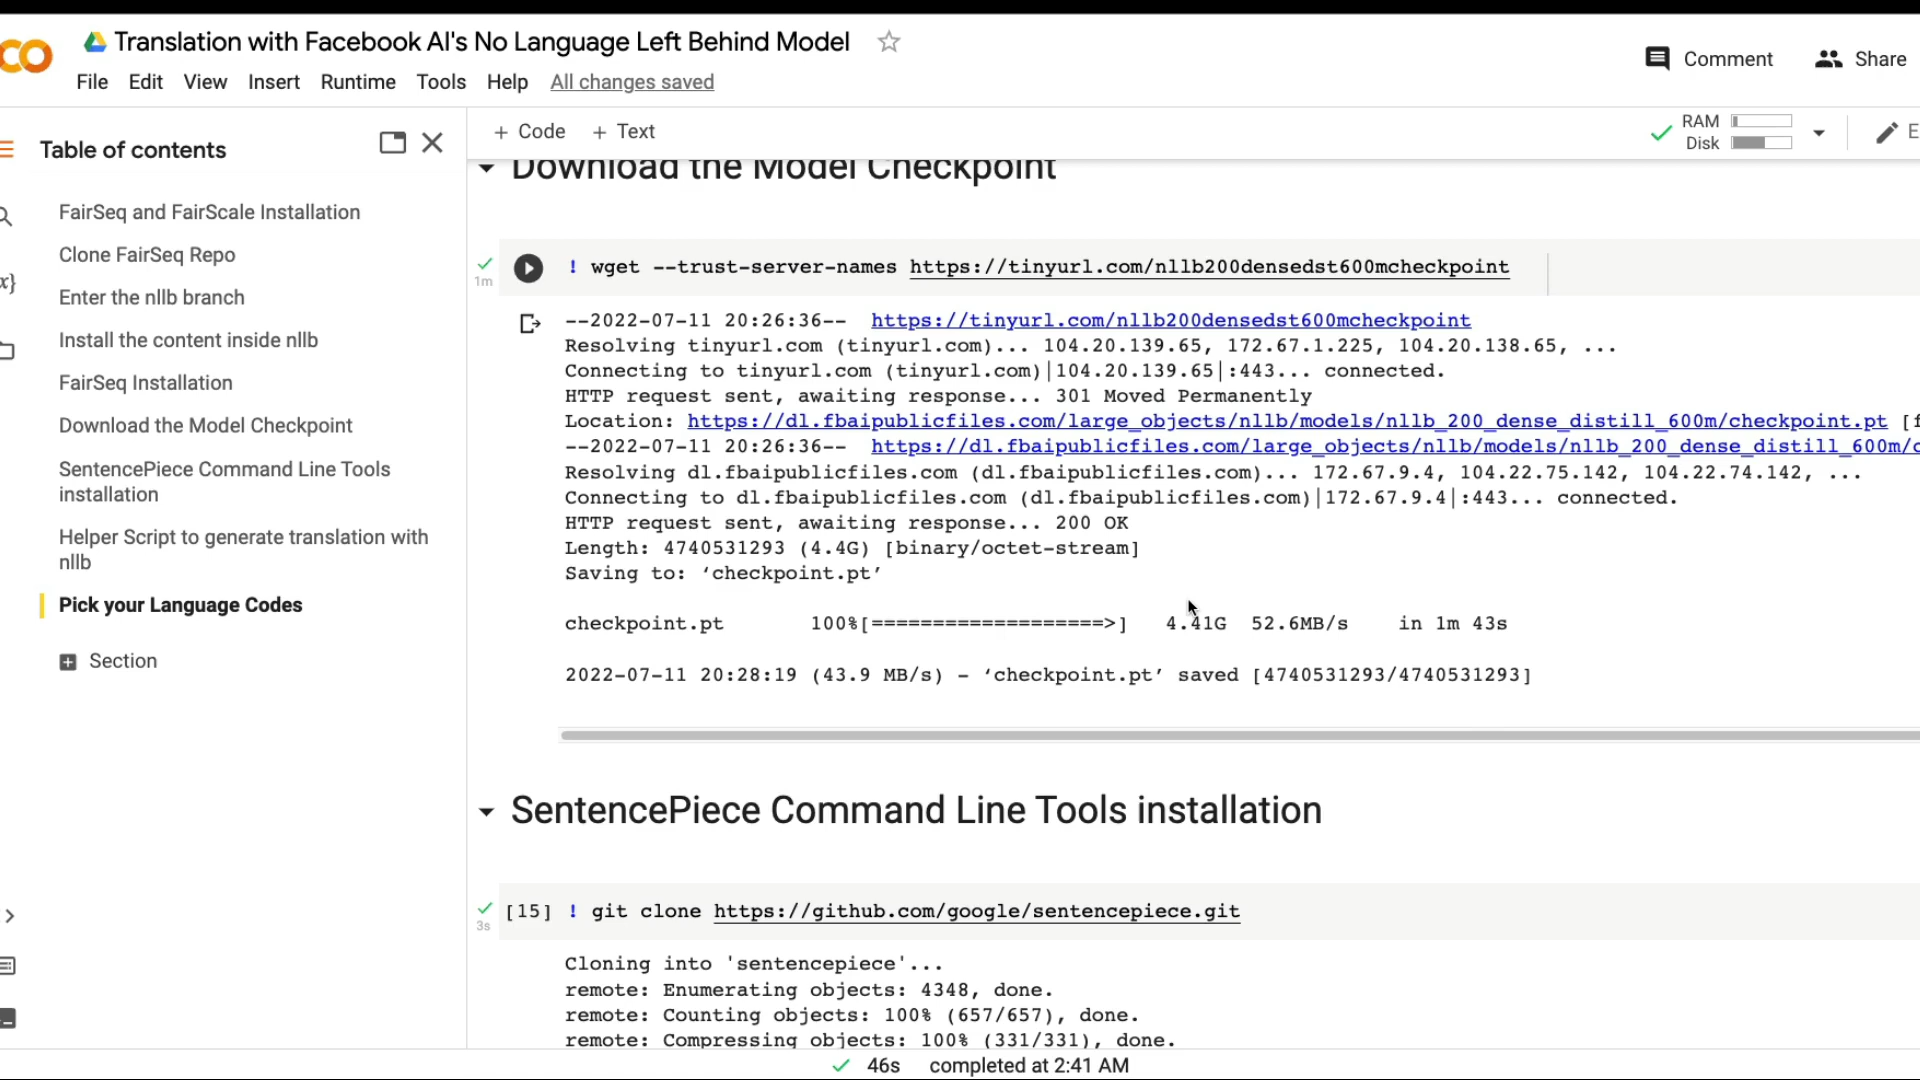 Translation with Facebook AI's No Language Left Behind Model
File Edit View Insert Runtime Tools Help All changes saved
Comment Share
Table of contents
FairSeq and FairScale Installation
Clone FairSeq Repo
Enter the nllb branch
Install the content inside nllb
FairSeq Installation
Download the Model Checkpoint
SentencePiece Command Line Tools
installation
Helper Script to generate translation with
nllb
Pick your Language Codes
Section
+ Code + Text
RAM
Disk
Download the Model Checkpoint
1m
! wget --trust-server-names https://tinyurl.com/nllb200densedst600mcheckpoint
--2022-07-11 20:26:36-- https://tinyurl.com/nllb200densedst600mcheckpoint
Resolving tinyurl.com (tinyurl.com)... 104.20.139.65, 172.67.1.225, 104.20.138.65, ...
Connecting to tinyurl.com (tinyurl.com)|104.20.139.65|:443... connected.
HTTP request sent, awaiting response... 301 Moved Permanently
Location: https://dl.fbaipublicfiles.com/large_objects/nllb/models/nllb_200_dense_distill_600m/checkpoint.pt [f
--2022-07-11 20:26:36-- https://dl.fbaipublicfiles.com/large_objects/nllb/models/nllb_200_dense_distill_600m/c
Resolving dl.fbaipublicfiles.com (dl.fbaipublicfiles.com)... 172.67.9.4, 104.22.75.142, 104.22.74.142, ...
Connecting to dl.fbaipublicfiles.com (dl.fbaipublicfiles.com)|172.67.9.4|:443... connected.
HTTP request sent, awaiting response... 200 OK
Length: 4740531293 (4.4G) [binary/octet-stream]
Saving to: ‘checkpoint.pt’
checkpoint.pt 100%[===================>] 4.41G 52.6MB/s in 1m 43s
2022-07-11 20:28:19 (43.9 MB/s) - ‘checkpoint.pt’ saved [4740531293/4740531293]
SentencePiece Command Line Tools installation
3s
[15] ! git clone https://github.com/google/sentencepiece.git
Cloning into 'sentencepiece'...
remote: Enumerating objects: 4348, done.
remote: Counting objects: 100% (657/657), done.
remote: Compressing objects: 100% (331/331), done.
46s completed at 2:41 AM